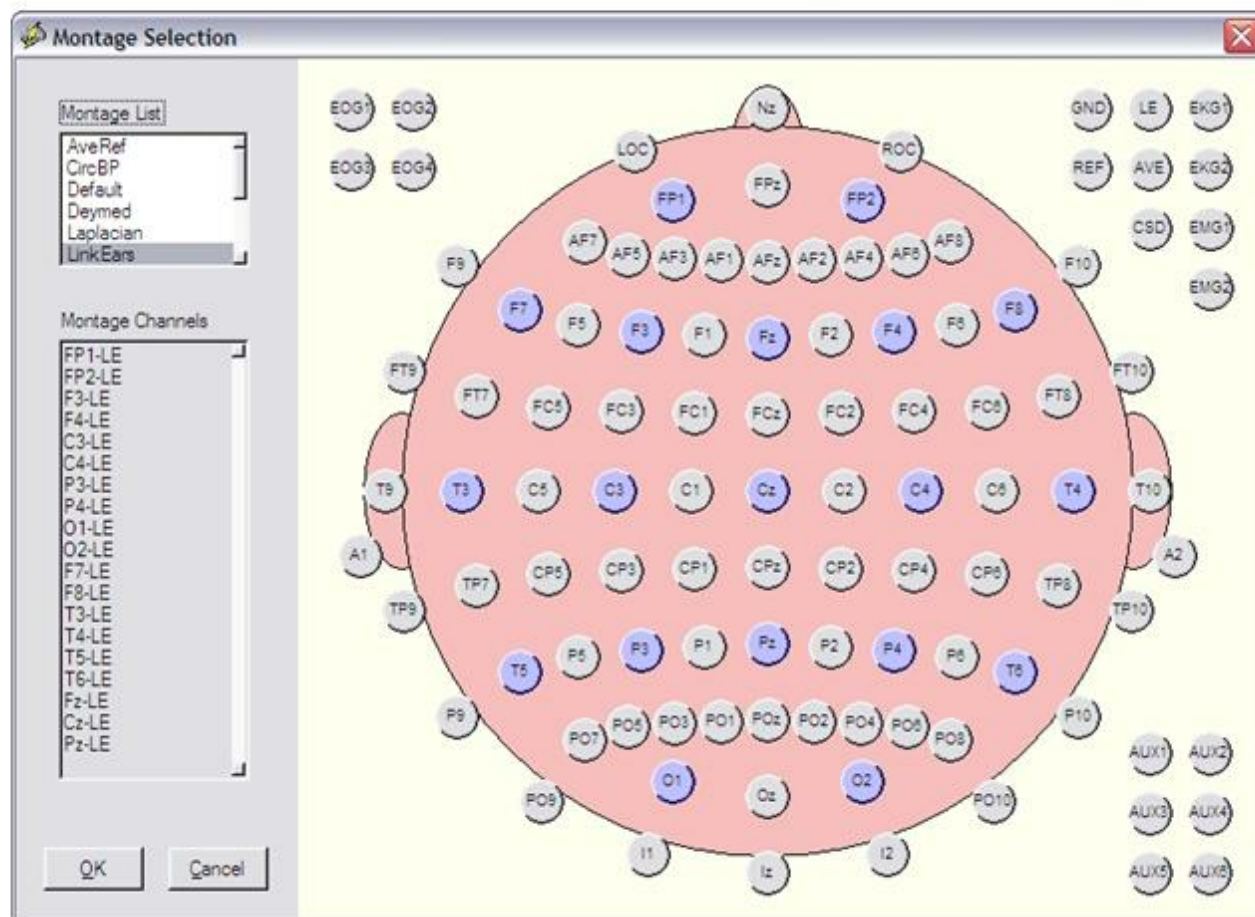 Montage Selection
Montage List
AveRef
CircBP
Default
Deymed
Laplacian
LinkEars
Montage Channels
FP1-LE
FP2-LE
F3-LE
F4-LE
C3-LE
C4-LE
P3-LE
P4-LE
O1-LE
O2-LE
F7-LE
F8-LE
T3-LE
T4-LE
T5-LE
T6-LE
Fz-LE
Cz-LE
Pz-LE
OK Cancel
EOG1 EOG2 Nz GND LE EKG1
EOG3 EOG4 LOC ROC REF AVE EKG2
FP1 FPz FP2
CSD EMG1
AF7 AF5 AF3 AF1 AFz AF2 AF4 AF6 AF8
F9 F10 EMG2
F7 F5 F3 F1 Fz F2 F4 F6 F8
FT9 FT10
FT7 FC5 FC3 FC1 FCz FC2 FC4 FC6 FT8
T9 T3 C5 C3 C1 Cz C2 C4 C6 T4 T10
A1 A2
TP7 CP5 CP3 CP1 CPz CP2 CP4 CP6 TP8
TP9 TP10
T5 P5 P3 P1 Pz P2 P4 P6 T6
P9 P10
PO7 PO5 PO3 PO1 POz PO2 PO4 PO6 PO8
AUX1 AUX2
PO9 O1 Oz O2 PO10
AUX3 AUX4
I1 Iz I2
AUX5 AUX6